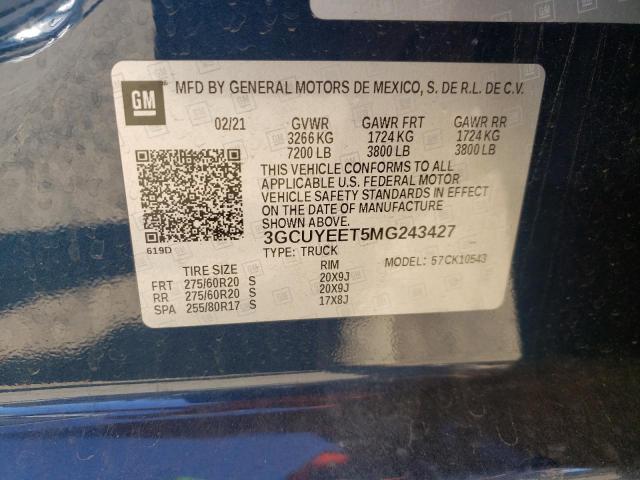 GM
MFD BY GENERAL MOTORS DE MEXICO, S. DE R.L. DE C.V.
02/21 GVWR GAWR FRT GAWR RR
3266 KG 1724 KG 1724 KG
7200 LB 3800 LB 3800 LB
THIS VEHICLE CONFORMS TO ALL
APPLICABLE U.S. FEDERAL MOTOR
VEHICLE SAFETY STANDARDS IN EFFECT
ON THE DATE OF MANUFACTURE
SHOWN ABOVE.
619D
3GCUYEET5MG243427
TYPE: TRUCK MODEL: 57CK10543
TIRE SIZE RIM
FRT 275/60R20 S 20X9J
RR 275/60R20 S 20X9J
SPA 255/80R17 S 17X8J